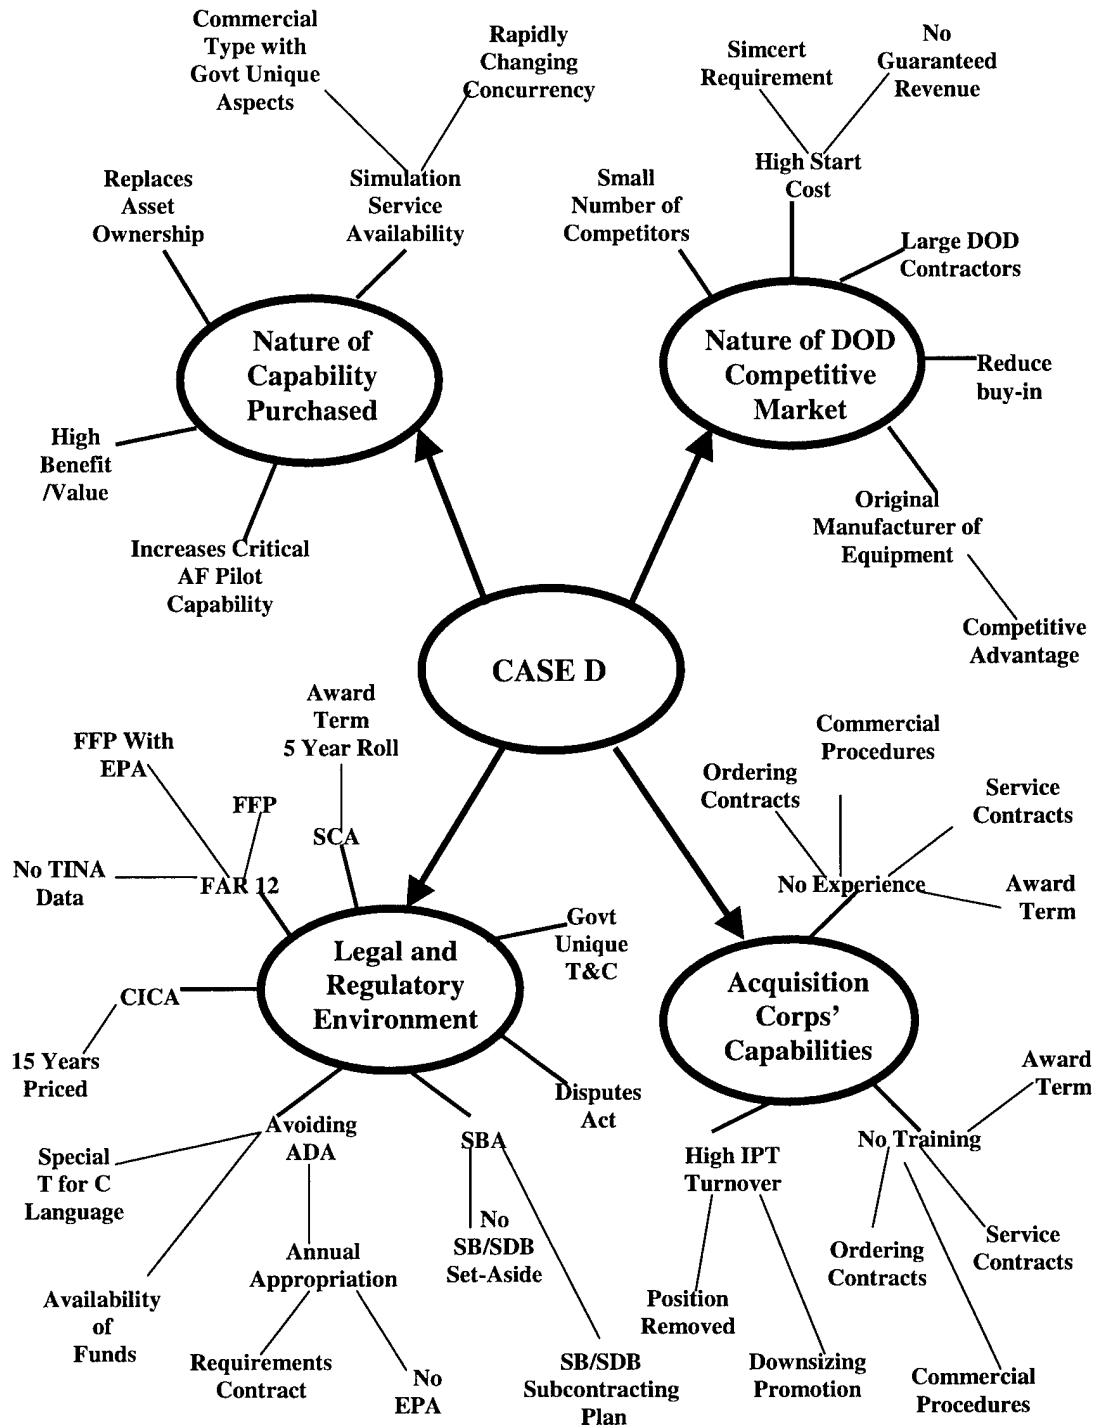 Commercial
Type with
Govt Unique
Aspects
Rapidly
Changing
Concurrency
Simcert
Requirement
No
Guaranteed
Revenue
Replaces
Asset
Ownership
Simulation
Service
Availability
Small
Number of
Competitors
High Start
Cost
Large DOD
Contractors
Nature of
Capability
Purchased
Nature of DOD
Competitive
Market
Reduce
buy-in
High
Benefit
/Value
Increases Critical
AF Pilot
Capability
Original
Manufacturer of
Equipment
Competitive
Advantage
CASE D
Award
Term
5 Year Roll
FFP With
EPA
FFP
SCA
No TINA
Data
FAR 12
Commercial
Procedures
Ordering
Contracts
Service
Contracts
No Experience
Award
Term
Govt
Unique
T&C
Legal and
Regulatory
Environment
Acquisition
Corps'
Capabilities
CICA
15 Years
Priced
Disputes
Act
Award
Term
Avoiding
ADA
SBA
High IPT
Turnover
No Training
Special
T for C
Language
No
SB/SDB
Set-Aside
Annual
Appropriation
Ordering
Contracts
Service
Contracts
Availability
of
Funds
Position
Removed
Requirements
Contract
No
EPA
SB/SDB
Subcontracting
Plan
Downsizing
Promotion
Commercial
Procedures